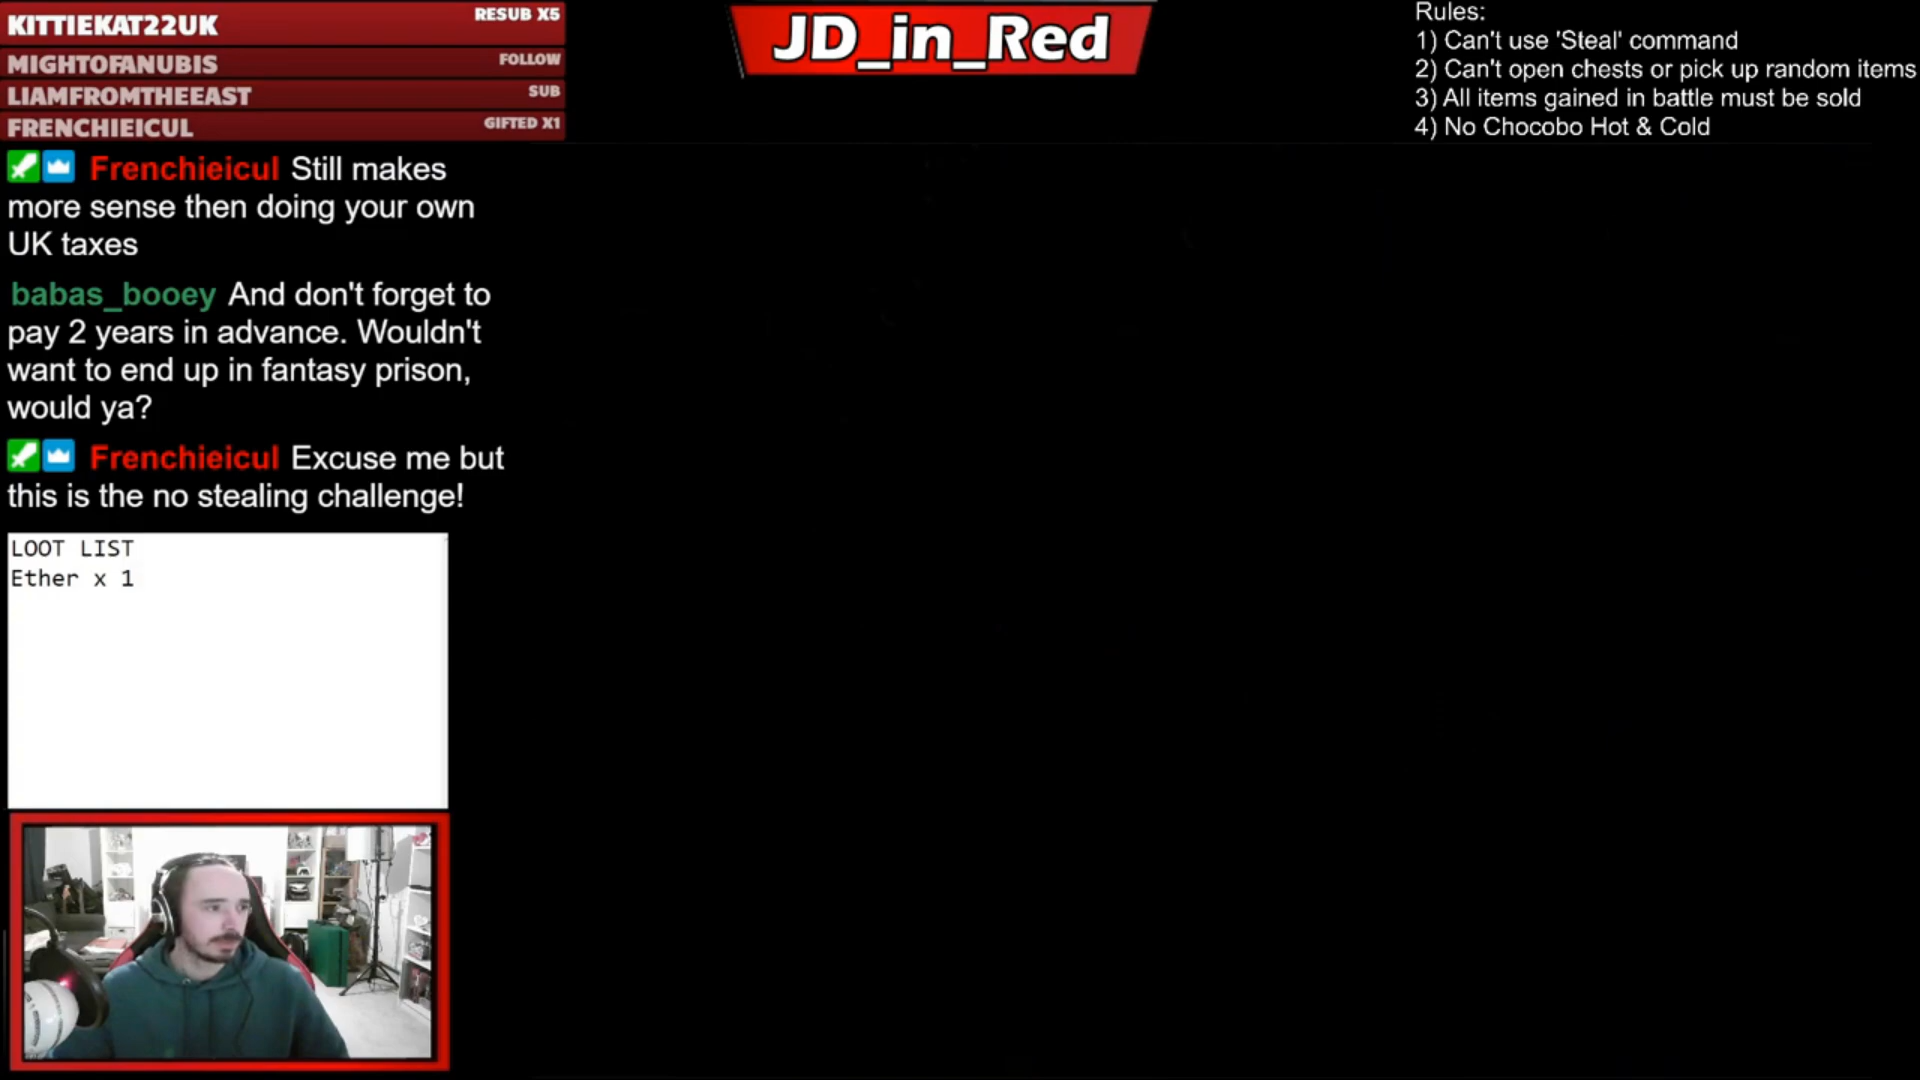 KITTIEKAT22UK RESUB X5
MIGHTOFANUBIS FOLLOW
LIAMFROMTHEEAST SUB
FRENCHIEICUL GIFTED X1
JD_in_Red
Rules:
1) Can't use 'Steal' command
2) Can't open chests or pick up random items
3) All items gained in battle must be sold
4) No Chocobo Hot & Cold
Frenchieicul Still makes
more sense then doing your own
UK taxes
babas_booey And don't forget to
pay 2 years in advance. Wouldn't
want to end up in fantasy prison,
would ya?
Frenchieicul Excuse me but
this is the no stealing challenge!
LOOT LIST
Ether x 1